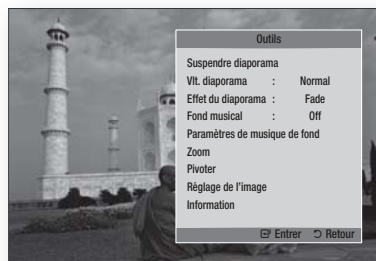 Outils
Suspendre diaporama
Vlt. diaporama : Normal
Effet du diaporama : Fade
Fond musical : Off
Paramètres de musique de fond
Zoom
Pivoter
Réglage de l'image
Information
Entrer Retour